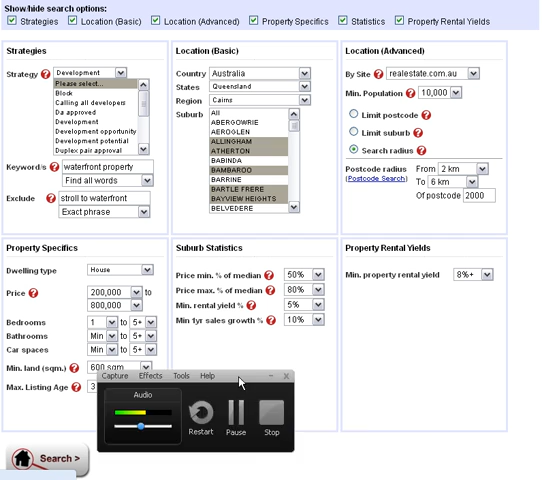 Show/hide search options:
Strategies Location (Basic) Location (Advanced) Property Specifics Statistics Property Rental Yields
Strategies
Strategy ? Development
Please select...
Block
Calling all developers
Da approved
Development
Development opportunity
Development potential
Duplex pair approval
Keyword/s ? waterfront property
Find all words
Exclude ? stroll to waterfront
Exact phrase
Location (Basic)
Country Australia
States Queensland
Region Cairns
Suburb All
ABERGOWRIE
AEROGLEN
ALLINGHAM
ATHERTON
BABINDA
BAMBAROO
BARRINE
BARTLE FRERE
BAYVIEW HEIGHTS
BELVEDERE
Location (Advanced)
By Site ? realestate.com.au
Min. Population ? 10,000
Limit postcode ?
Limit suburb ?
Search radius ?
Postcode radius From 2 km
(Postcode Search) To 6 km
Of postcode 2000
Property Specifics
Dwelling type House
Price ? 200,000 to
800,000
Bedrooms 1 to 5+
Bathrooms Min to 5+
Car spaces Min to 5+
Min. land (sqm.) ? 600 sqm
Max. Listing Age ? 3
Suburb Statistics
Price min. % of median ? 50%
Price max. % of median ? 80%
Min. rental yield % ? 5%
Min 1yr sales growth % ? 10%
Property Rental Yields
Min. property rental yield 8%+
Capture Effects Tools Help
Audio
Restart Pause Stop
Search >